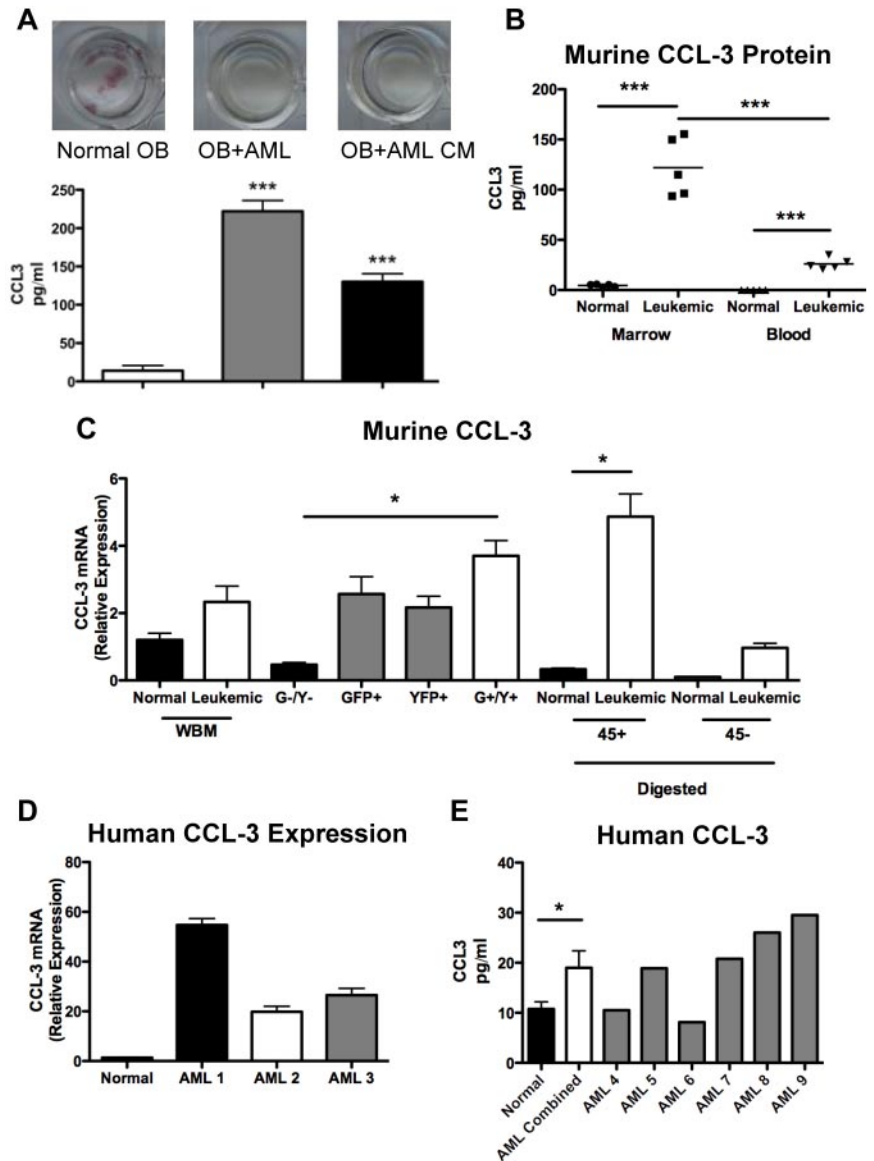 A
Normal OB OB+AML OB+AML CM
250
200
150
100
50
0
CCL3
pg/ml
***
***
B
Murine CCL-3 Protein
200
150
100
50
0
CCL3
pg/ml
***
***
***
Normal Leukemic Normal Leukemic
Marrow Blood
C
Murine CCL-3
6
4
2
0
CCL-3 mRNA
(Relative Expression)
*
*
Normal Leukemic G-/Y- GFP+ YFP+ G+/Y+ Normal Leukemic Normal Leukemic
WBM 45+ 45-
Digested
D
Human CCL-3 Expression
80
60
40
20
0
CCL-3 mRNA
(Relative Expression)
Normal AML 1 AML 2 AML 3
E
Human CCL-3
40
30
20
10
0
CCL3
pg/ml
*
Normal
AML Combined
AML 4
AML 5
AML 6
AML 7
AML 8
AML 9